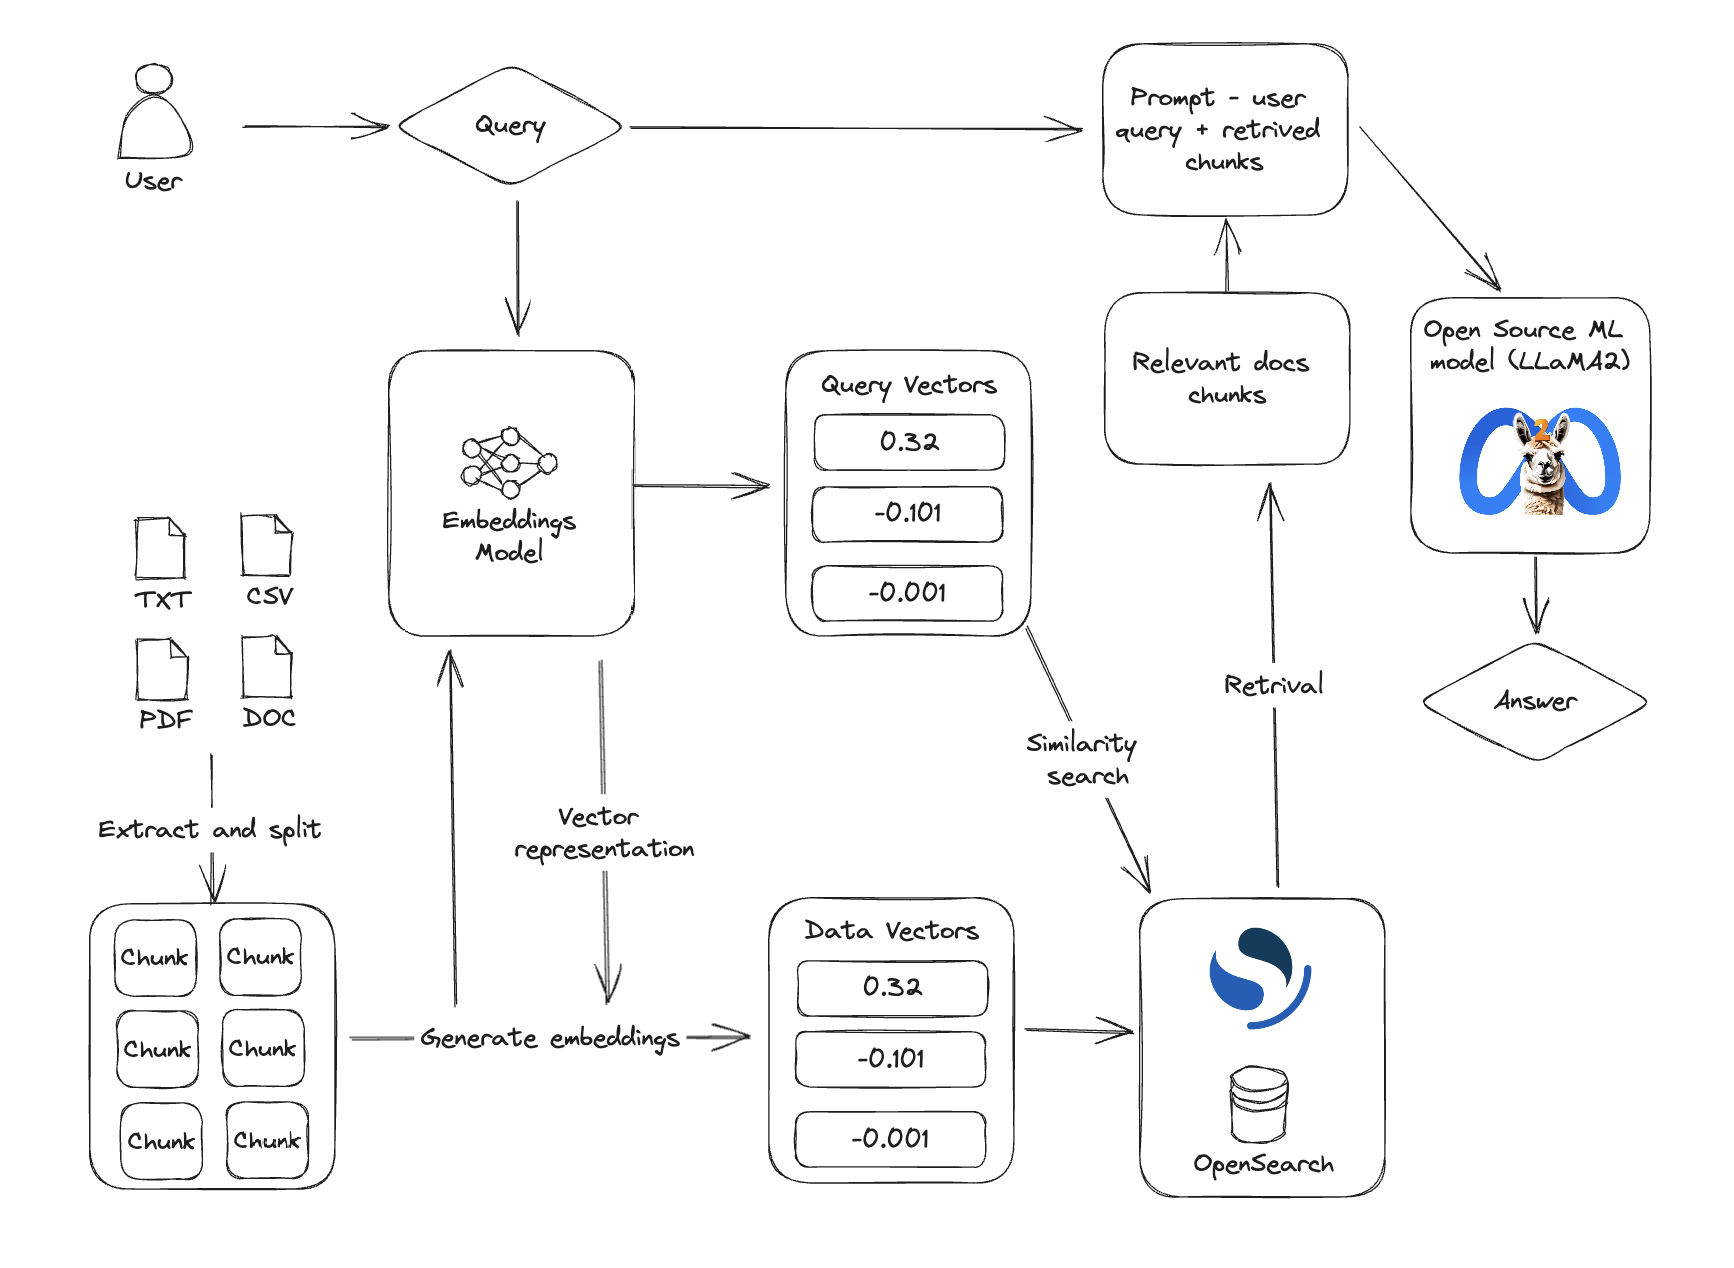 User
Query
Prompt - user
query + retrived
chunks
Relevant docs
chunks
Open Source ML
model (LLaMA2)
2
Embeddings
Model
Query Vectors
0.32
-0.101
-0.001
TXT
CSV
PDF
DOC
Extract and split
Vector
representation
Similarity
search
Retrival
Answer
Chunk
Chunk
Chunk
Chunk
Chunk
Chunk
Generate embeddings
Data Vectors
0.32
-0.101
-0.001
OpenSearch